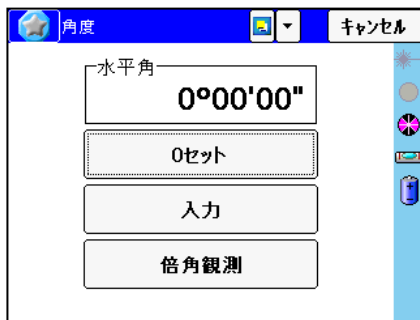 角度
キャンセル
水平角
0°00'00"
0セット
入力
倍角観測